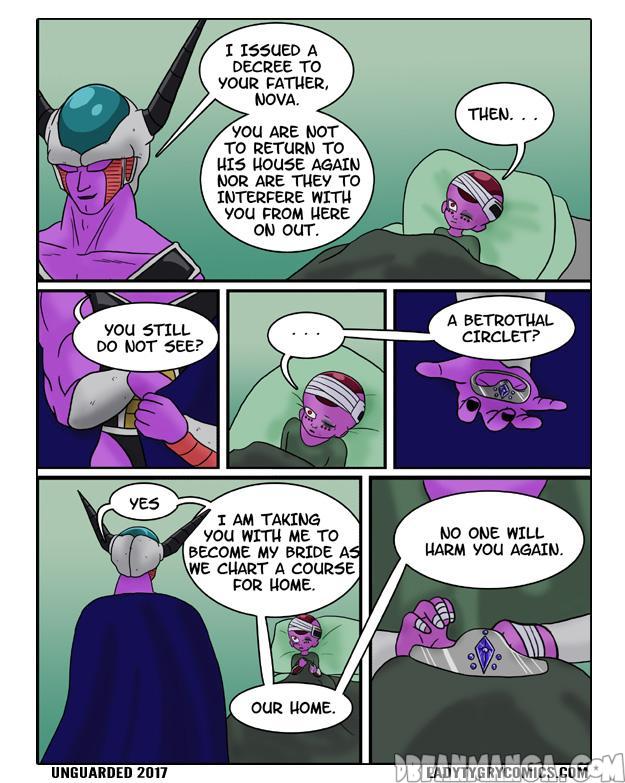 I ISSUED A
DECREE TO
YOUR FATHER,
NOVA.
YOU ARE NOT
TO RETURN TO
HIS HOUSE AGAIN
NOR ARE THEY TO
INTERFERE WITH
YOU FROM HERE
ON OUT.
THEN. . .
YOU STILL
DO NOT SEE?
. . .
A BETROTHAL
CIRCLET?
YES
I AM TAKING
YOU WITH ME TO
BECOME MY BRIDE AS
WE CHART A COURSE
FOR HOME.
OUR HOME.
NO ONE WILL
HARM YOU AGAIN.
UNGUARDED 2017
LADYTYGRYCOMICS.COM
DBFANMANGA.COM